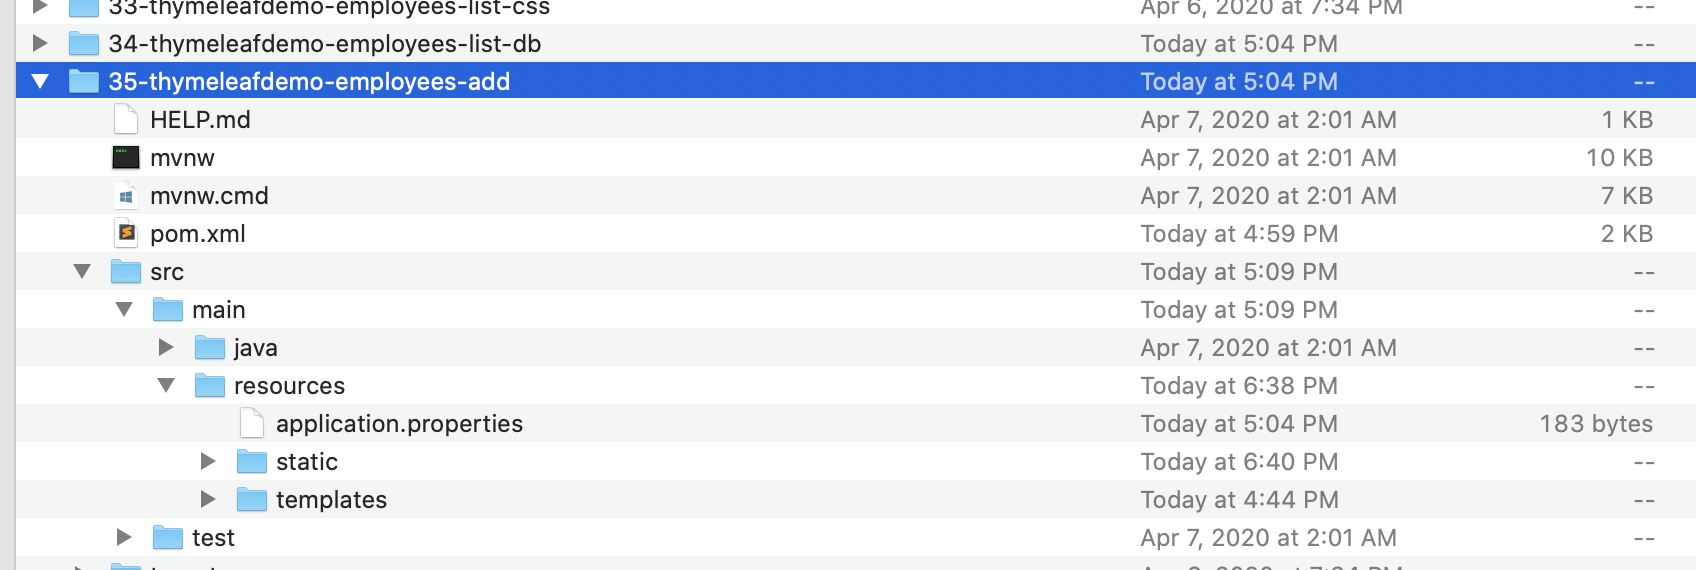 33-thymeleafdemo-employees-list-css Apr 6, 2020 at 7:34 PM --
34-thymeleafdemo-employees-list-db Today at 5:04 PM --
35-thymeleafdemo-employees-add Today at 5:04 PM --
HELP.md Apr 7, 2020 at 2:01 AM 1 KB
mvnw Apr 7, 2020 at 2:01 AM 10 KB
mvnw.cmd Apr 7, 2020 at 2:01 AM 7 KB
pom.xml Today at 4:59 PM 2 KB
src Today at 5:09 PM --
main Today at 5:09 PM --
java Apr 7, 2020 at 2:01 AM --
resources Today at 6:38 PM --
application.properties Today at 5:04 PM 183 bytes
static Today at 6:40 PM --
templates Today at 4:44 PM --
test Apr 7, 2020 at 2:01 AM --